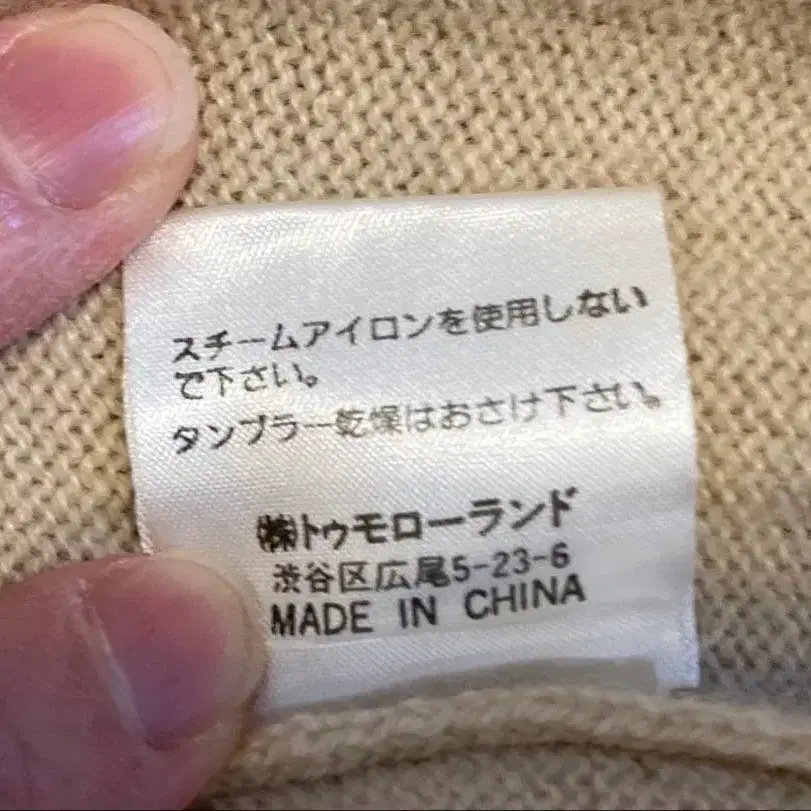 スチームアイロンを使用しない
で下さい。
タンブラー乾燥はおさけ下さい。
㈱トゥモローランド
渋谷区広尾5-23-6
MADE IN CHINA